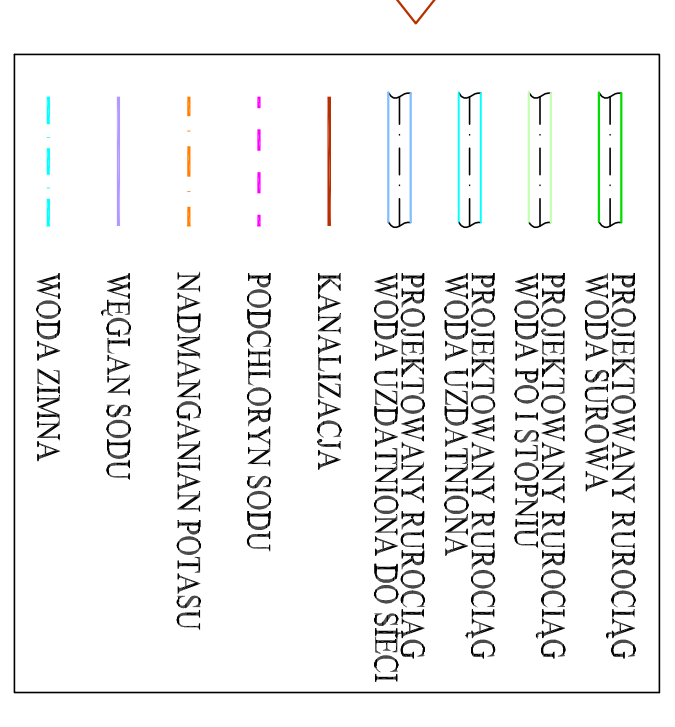 PROJEKTOWANY RUROCIĄG
WODA SUROWA
PROJEKTOWANY RUROCIĄG
WODA PO I STOPNIU
PROJEKTOWANY RUROCIĄG
WODA UZDATNIONA
PROJEKTOWANY RUROCIĄG
WODA UZDATNIONA DO SIECI
KANALIZACJA
PODCHLORYN SODU
NADMANGANIAN POTASU
WĘGLAN SODU
WODA ZIMNA